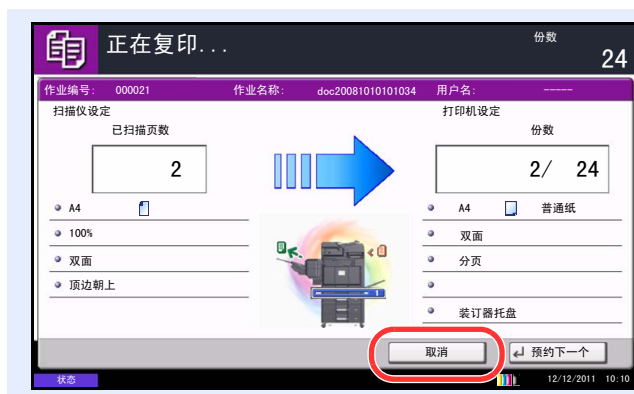 正在复印...
份数
24
作业编号: 000021 作业名称: doc20081010101034 用户名: -----
扫描仪设定
打印机设定
已扫描页数
份数
2
2/ 24
A4
A4 普通纸
100%
双面
双面
分页
顶边朝上
装订器托盘
取消
预约下一个
状态
12/12/2011 10:10